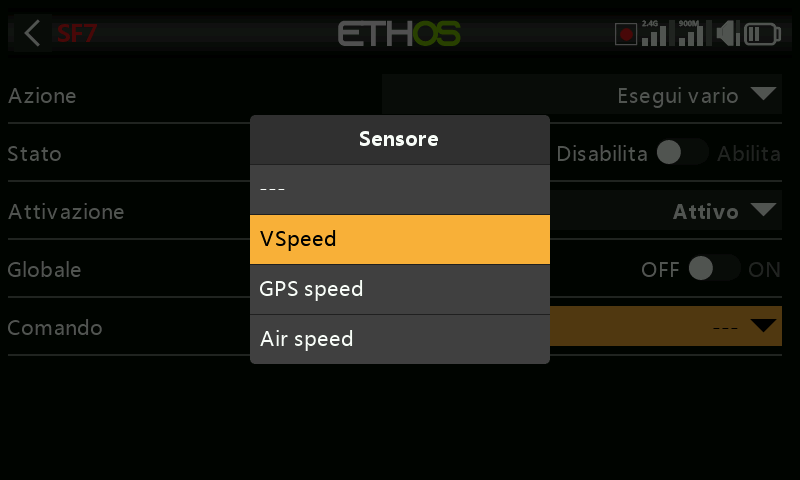 SF7
ETHOS
2.4G
900M
Azione
Esegui vario
Stato
Disabilita
Abilita
Attivazione
Attivo
Globale
OFF
ON
Comando
---
Sensore
---
VSpeed
GPS speed
Air speed